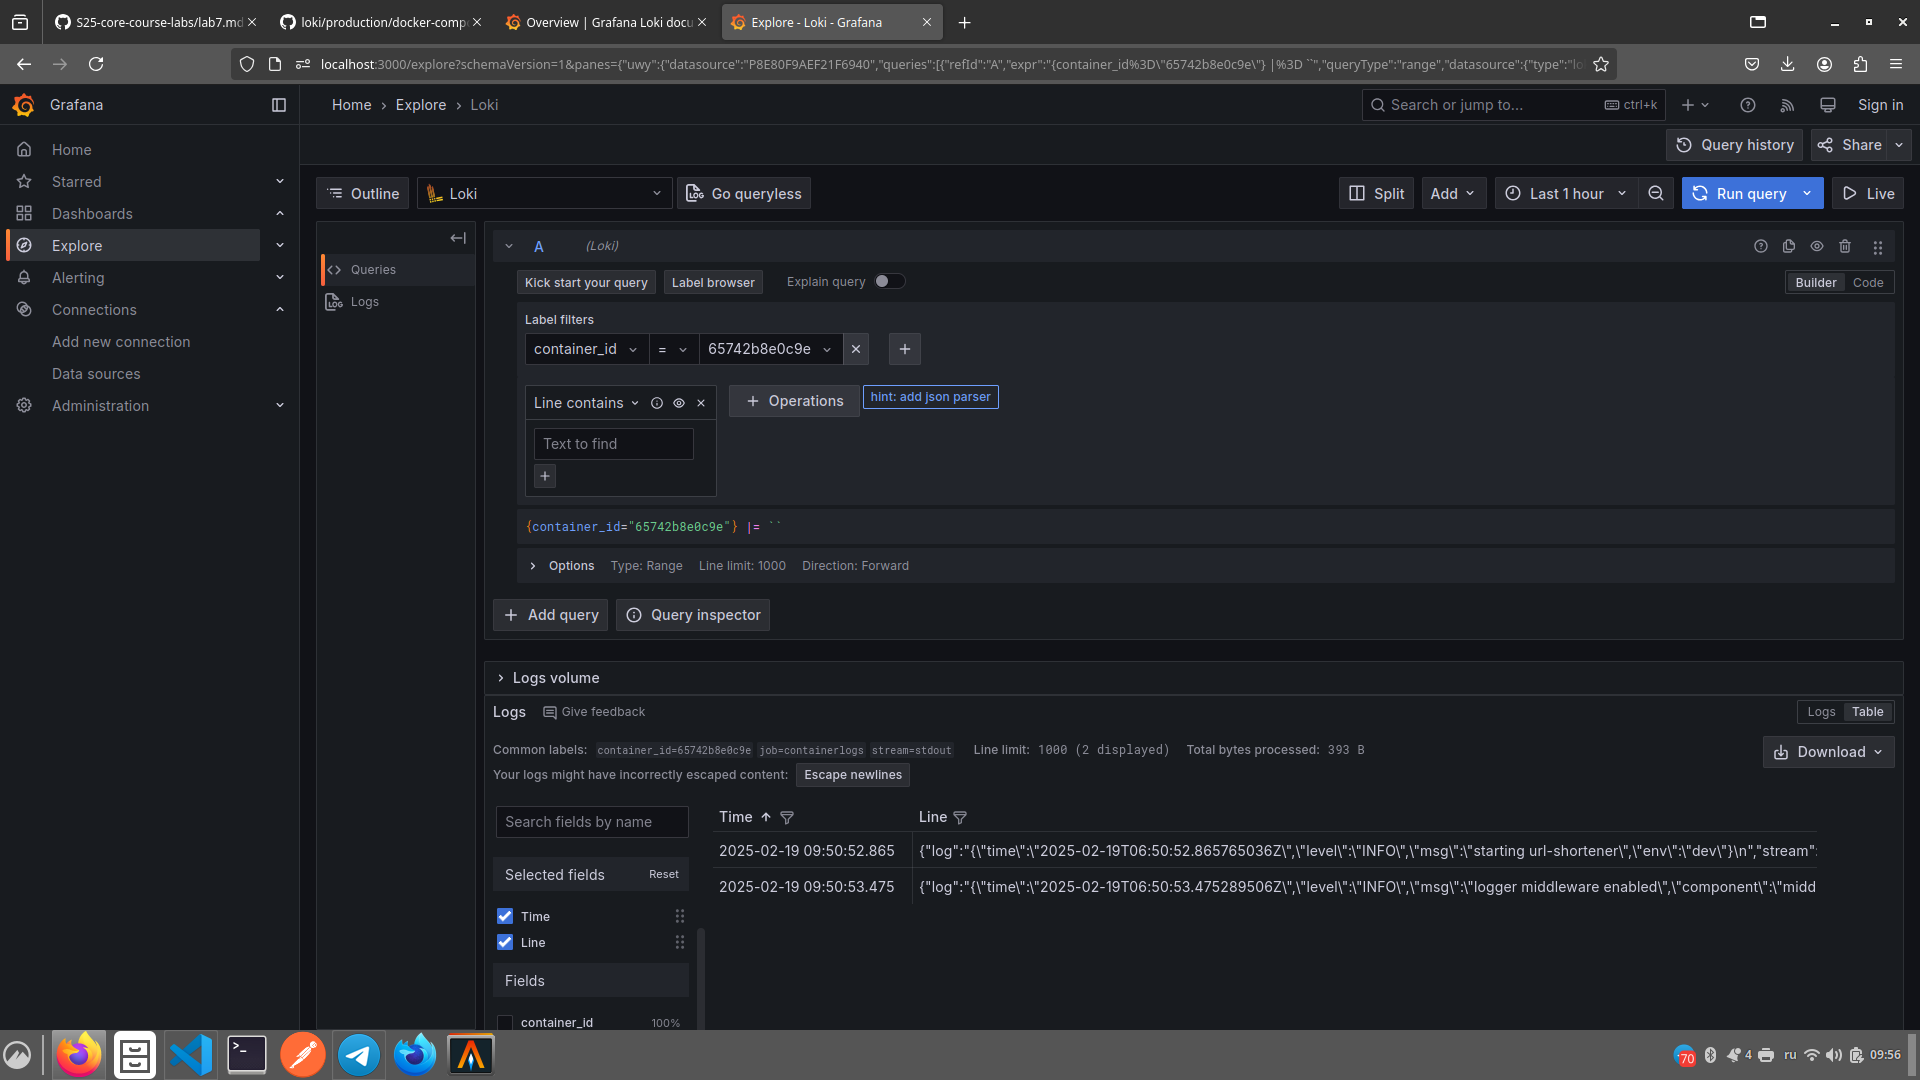 S25-core-course-labs/lab7.md
loki/production/docker-comp
Overview | Grafana Loki docu
Explore - Loki - Grafana
localhost:3000/explore?schemaVersion=1&panes={"uwy":{"datasource":"P8E80F9AEF21F6940","queries":[{"refId":"A","expr":"{container_id%3D\"65742b8e0c9e\"} |%3D ``","queryType":"range","datasource":{"type":"lo
Grafana
Home › Explore › Loki
Search or jump to...
ctrl+k
Sign in
Query history
Share
Home
Starred
Dashboards
Explore
Alerting
Connections
Add new connection
Data sources
Administration
Outline
Loki
Go queryless
Split
Add
Last 1 hour
Run query
Live
Queries
Logs
A (Loki)
Kick start your query
Label browser
Explain query
Builder
Code
Label filters
container_id
=
65742b8e0c9e
Line contains
Operations
hint: add json parser
Text to find
{container_id="65742b8e0c9e"} |= ``
Options Type: Range Line limit: 1000 Direction: Forward
Add query
Query inspector
Logs volume
Logs
Give feedback
Logs
Table
Common labels: container_id=65742b8e0c9e job=containerlogs stream=stdout Line limit: 1000 (2 displayed) Total bytes processed: 393 B
Download
Your logs might have incorrectly escaped content: Escape newlines
Search fields by name
Time
Line
2025-02-19 09:50:52.865 {"log":"{\"time\":\"2025-02-19T06:50:52.865765036Z\",\"level\":\"INFO\",\"msg\":\"starting url-shortener\",\"env\":\"dev\"}\n","stream":
2025-02-19 09:50:53.475 {"log":"{\"time\":\"2025-02-19T06:50:53.475289506Z\",\"level\":\"INFO\",\"msg\":\"logger middleware enabled\",\"component\":\"midd
Selected fields
Reset
Time
Line
Fields
container_id
100%
70
4
ru
09:56